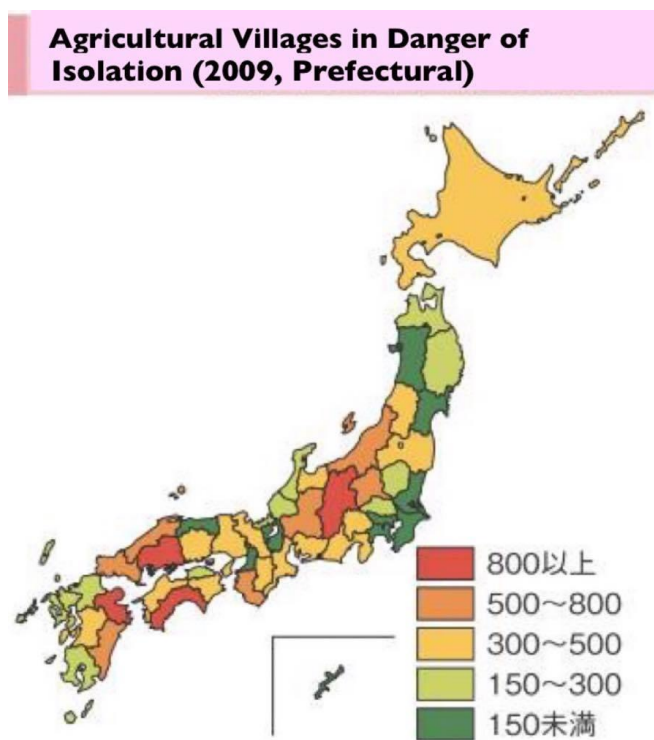 Agricultural Villages in Danger of
Isolation (2009, Prefectural)
800以上
500〜800
300〜500
150〜300
150未満